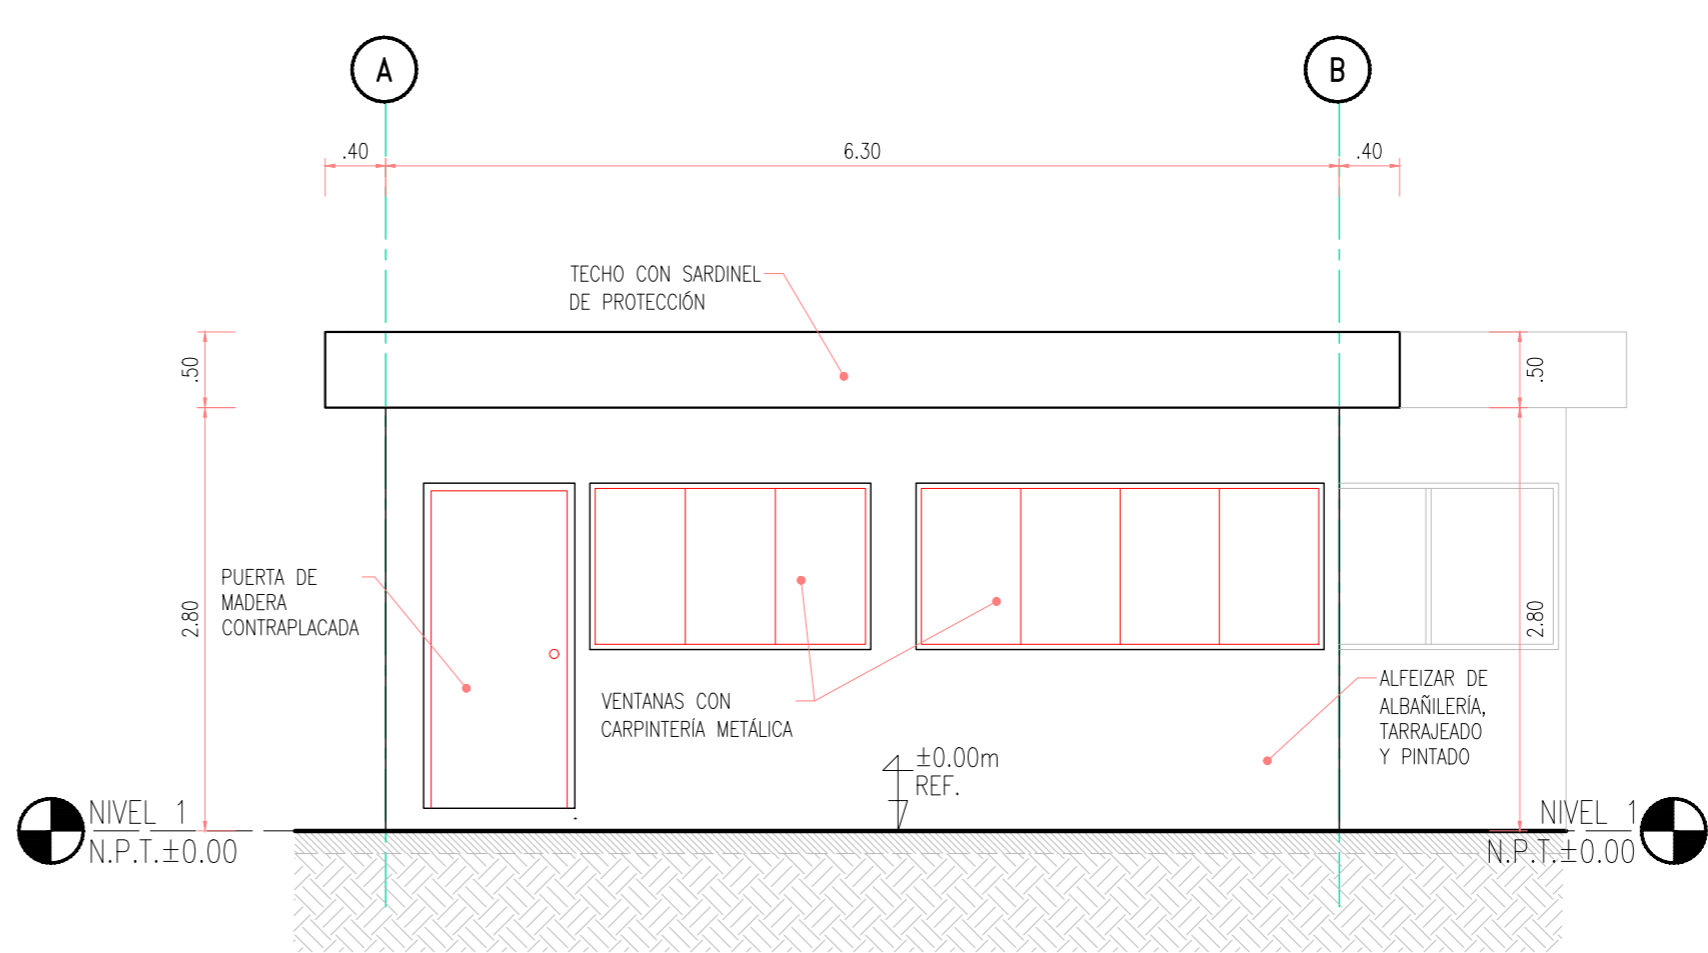 A
B
.40
6.30
.40
TECHO CON SARDINEL
DE PROTECCIÓN
.50
.50
PUERTA DE
MADERA
CONTRAPLACADA
2.80
2.80
VENTANAS CON
CARPINTERÍA METÁLICA
ALFEIZAR DE
ALBAÑILERÍA,
TARRAJEADO
Y PINTADO
±0.00m
REF.
NIVEL 1
N.P.T.±0.00
NIVEL 1
N.P.T.±0.00